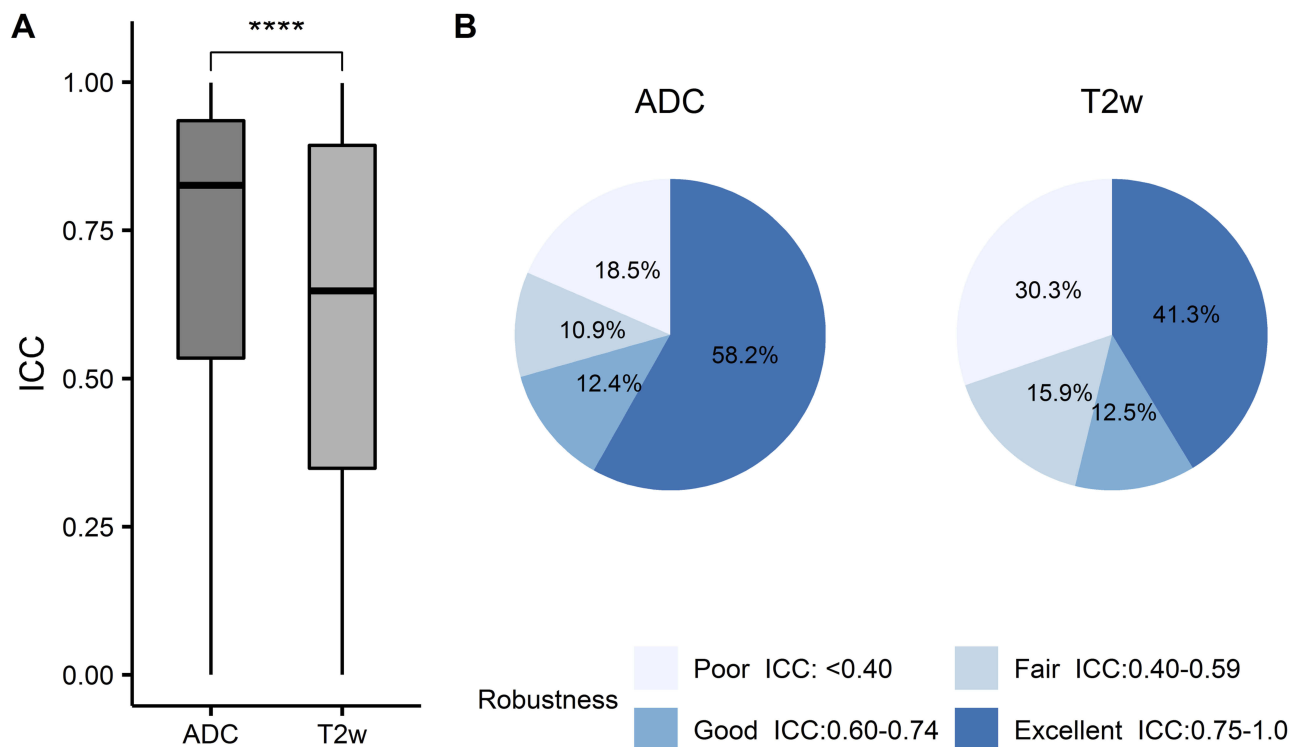 A
****
1.00
0.75
0.50
0.25
0.00
ICC
ADC
T2w
B
ADC
T2w
18.5%
10.9%
12.4%
58.2%
30.3%
15.9%
12.5%
41.3%
Robustness
Poor ICC: <0.40
Fair ICC:0.40-0.59
Good ICC:0.60-0.74
Excellent ICC:0.75-1.0